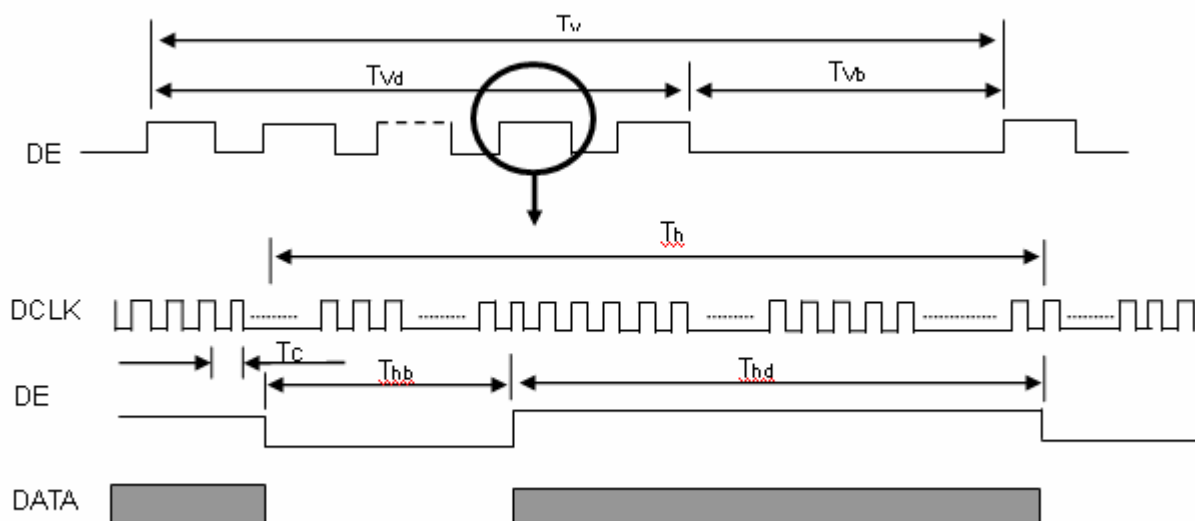 Tv
Tvd
Tvb
DE
Th
DCLK
Tc
Thb
Thd
DE
DATA